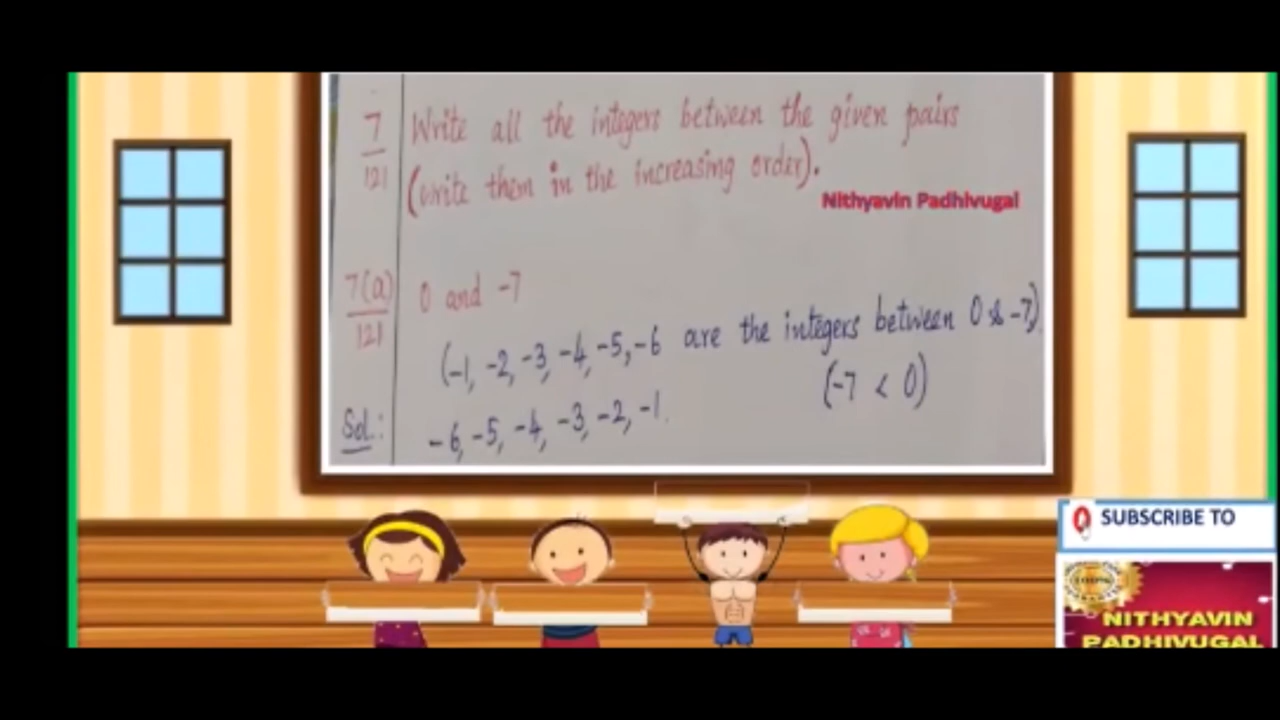 7/121 Write all the integers between the given pairs
(write them in the increasing order).
Nithyavin Padhivugal
7(a)/121 0 and -7
(-1, -2, -3, -4, -5, -6 are the integers between 0 & -7)
(-7 < 0)
Sol.: -6, -5, -4, -3, -2, -1.
SUBSCRIBE TO
100%
NITHYAVIN
PADHIVUGAL